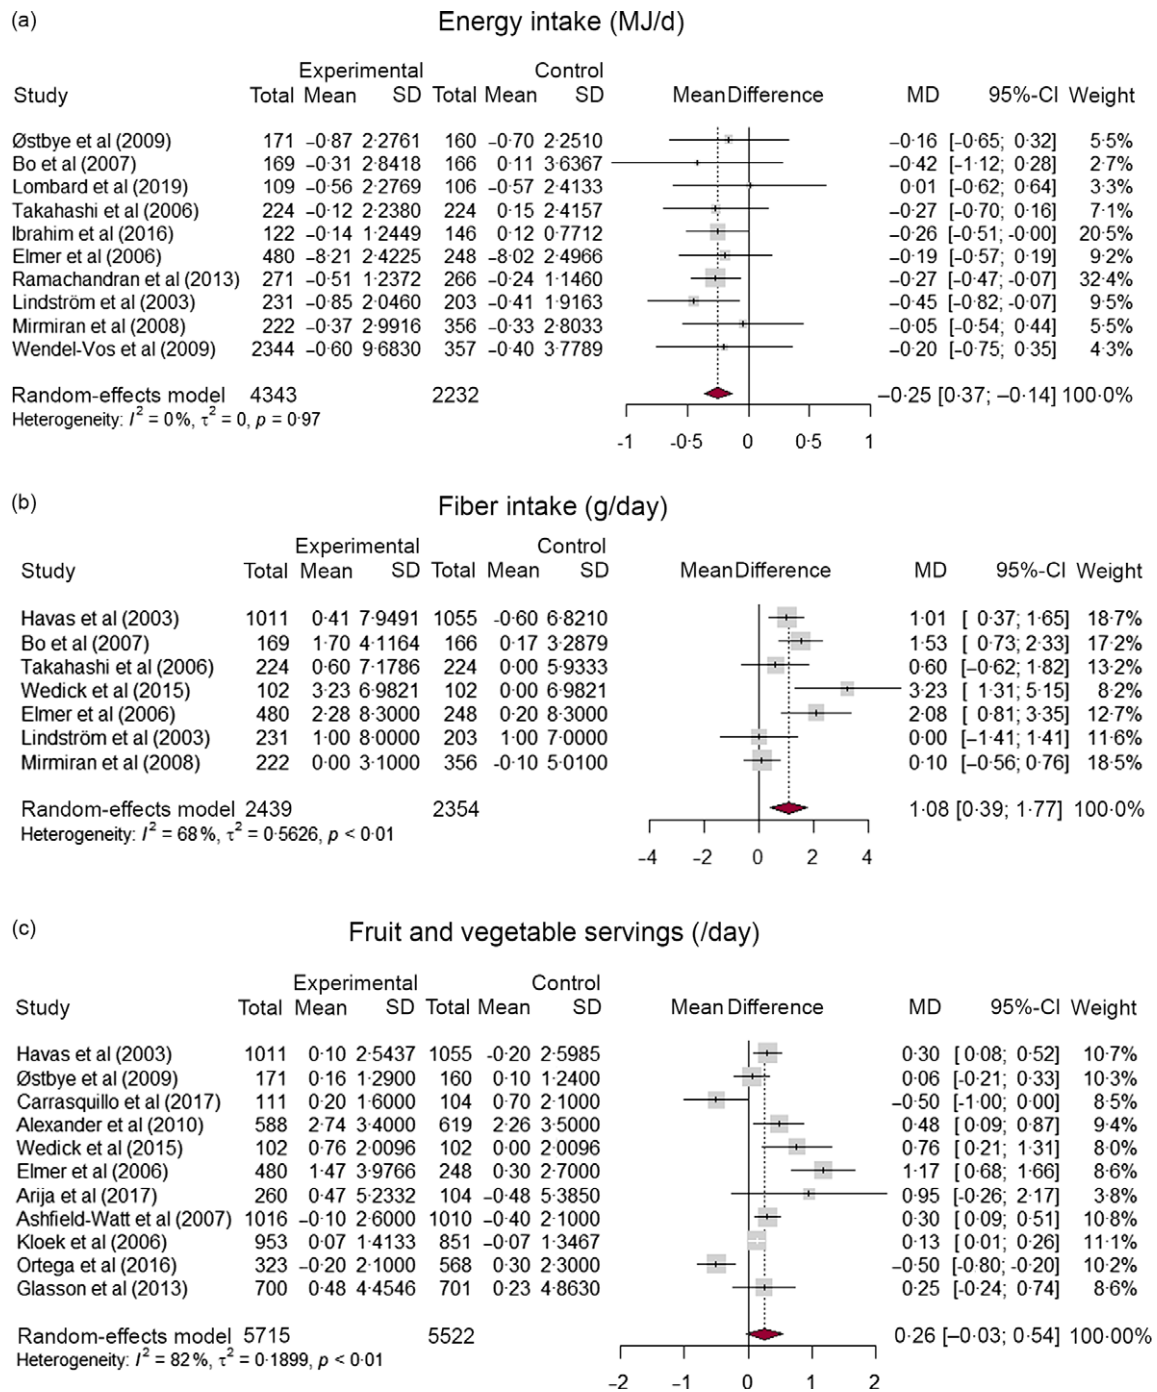 (a)
Energy intake (MJ/d)
Experimental Control
Study Total Mean SD Total Mean SD Mean Difference MD 95%-CI Weight
Østbye et al (2009) 171 −0·87 2·2761 160 −0·70 2·2510 −0·16 [−0·65; 0·32] 5·5%
Bo et al (2007) 169 −0·31 2·8418 166 0·11 3·6367 −0·42 [−1·12; 0·28] 2·7%
Lombard et al (2019) 109 −0·56 2·2769 106 −0·57 2·4133 0·01 [−0·62; 0·64] 3·3%
Takahashi et al (2006) 224 −0·12 2·2380 224 0·15 2·4157 −0·27 [−0·70; 0·16] 7·1%
Ibrahim et al (2016) 122 −0·14 1·2449 146 0·12 0·7712 −0·26 [−0·51; −0·00] 20·5%
Elmer et al (2006) 480 −8·21 2·4225 248 −8·02 2·4966 −0·19 [−0·57; 0·19] 9·2%
Ramachandran et al (2013) 271 −0·51 1·2372 266 −0·24 1·1460 −0·27 [−0·47; −0·07] 32·4%
Lindström et al (2003) 231 −0·85 2·0460 203 −0·41 1·9163 −0·45 [−0·82; −0·07] 9·5%
Mirmiran et al (2008) 222 −0·37 2·9916 356 −0·33 2·8033 −0·05 [−0·54; 0·44] 5·5%
Wendel-Vos et al (2009) 2344 −0·60 9·6830 357 −0·40 3·7789 −0·20 [−0·75; 0·35] 4·3%
Random-effects model 4343 2232 −0·25 [0·37; −0·14] 100·0%
Heterogeneity: I² = 0%, τ² = 0, p = 0·97
-1 -0·5 0 0·5 1
(b)
Fiber intake (g/day)
Experimental Control
Study Total Mean SD Total Mean SD Mean Difference MD 95%-CI Weight
Havas et al (2003) 1011 0·41 7·9491 1055 -0·60 6·8210 1·01 [ 0·37; 1·65] 18·7%
Bo et al (2007) 169 1·70 4·1164 166 0·17 3·2879 1·53 [ 0·73; 2·33] 17·2%
Takahashi et al (2006) 224 0·60 7·1786 224 0·00 5·9333 0·60 [−0·62; 1·82] 13·2%
Wedick et al (2015) 102 3·23 6·9821 102 0·00 6·9821 3·23 [ 1·31; 5·15] 8·2%
Elmer et al (2006) 480 2·28 8·3000 248 0·20 8·3000 2·08 [ 0·81; 3·35] 12·7%
Lindström et al (2003) 231 1·00 8·0000 203 1·00 7·0000 0·00 [−1·41; 1·41] 11·6%
Mirmiran et al (2008) 222 0·00 3·1000 356 -0·10 5·0100 0·10 [−0·56; 0·76] 18·5%
Random-effects model 2439 2354 1·08 [0·39; 1·77] 100·0%
Heterogeneity: I² = 68%, τ² = 0·5626, p < 0·01
−4 −2 0 2 4
(c)
Fruit and vegetable servings (/day)
Experimental Control
Study Total Mean SD Total Mean SD Mean Difference MD 95%-CI Weight
Havas et al (2003) 1011 0·10 2·5437 1055 -0·20 2·5985 0·30 [ 0·08; 0·52] 10·7%
Østbye et al (2009) 171 0·16 1·2900 160 0·10 1·2400 0·06 [-0·21; 0·33] 10·3%
Carrasquillo et al (2017) 111 0·20 1·6000 104 0·70 2·1000 −0·50 [-1·00; 0·00] 8·5%
Alexander et al (2010) 588 2·74 3·4000 619 2·26 3·5000 0·48 [ 0·09; 0·87] 9·4%
Wedick et al (2015) 102 0·76 2·0096 102 0·00 2·0096 0·76 [ 0·21; 1·31] 8·0%
Elmer et al (2006) 480 1·47 3·9766 248 0·30 2·7000 1·17 [ 0·68; 1·66] 8·6%
Arija et al (2017) 260 0·47 5·2332 104 −0·48 5·3850 0·95 [-0·26; 2·17] 3·8%
Ashfield-Watt et al (2007) 1016 −0·10 2·6000 1010 −0·40 2·1000 0·30 [ 0·09; 0·51] 10·8%
Kloek et al (2006) 953 0·07 1·4133 851 −0·07 1·3467 0·13 [ 0·01; 0·26] 11·1%
Ortega et al (2016) 323 −0·20 2·1000 568 0·30 2·3000 −0·50 [-0·80; -0·20] 10·2%
Glasson et al (2013) 700 0·48 4·4546 701 0·23 4·8630 0·25 [-0·24; 0·74] 8·6%
Random-effects model 5715 5522 0·26 [−0·03; 0·54] 100·00%
Heterogeneity: I² = 82%, τ² = 0·1899, p < 0·01
−2 −1 0 1 2